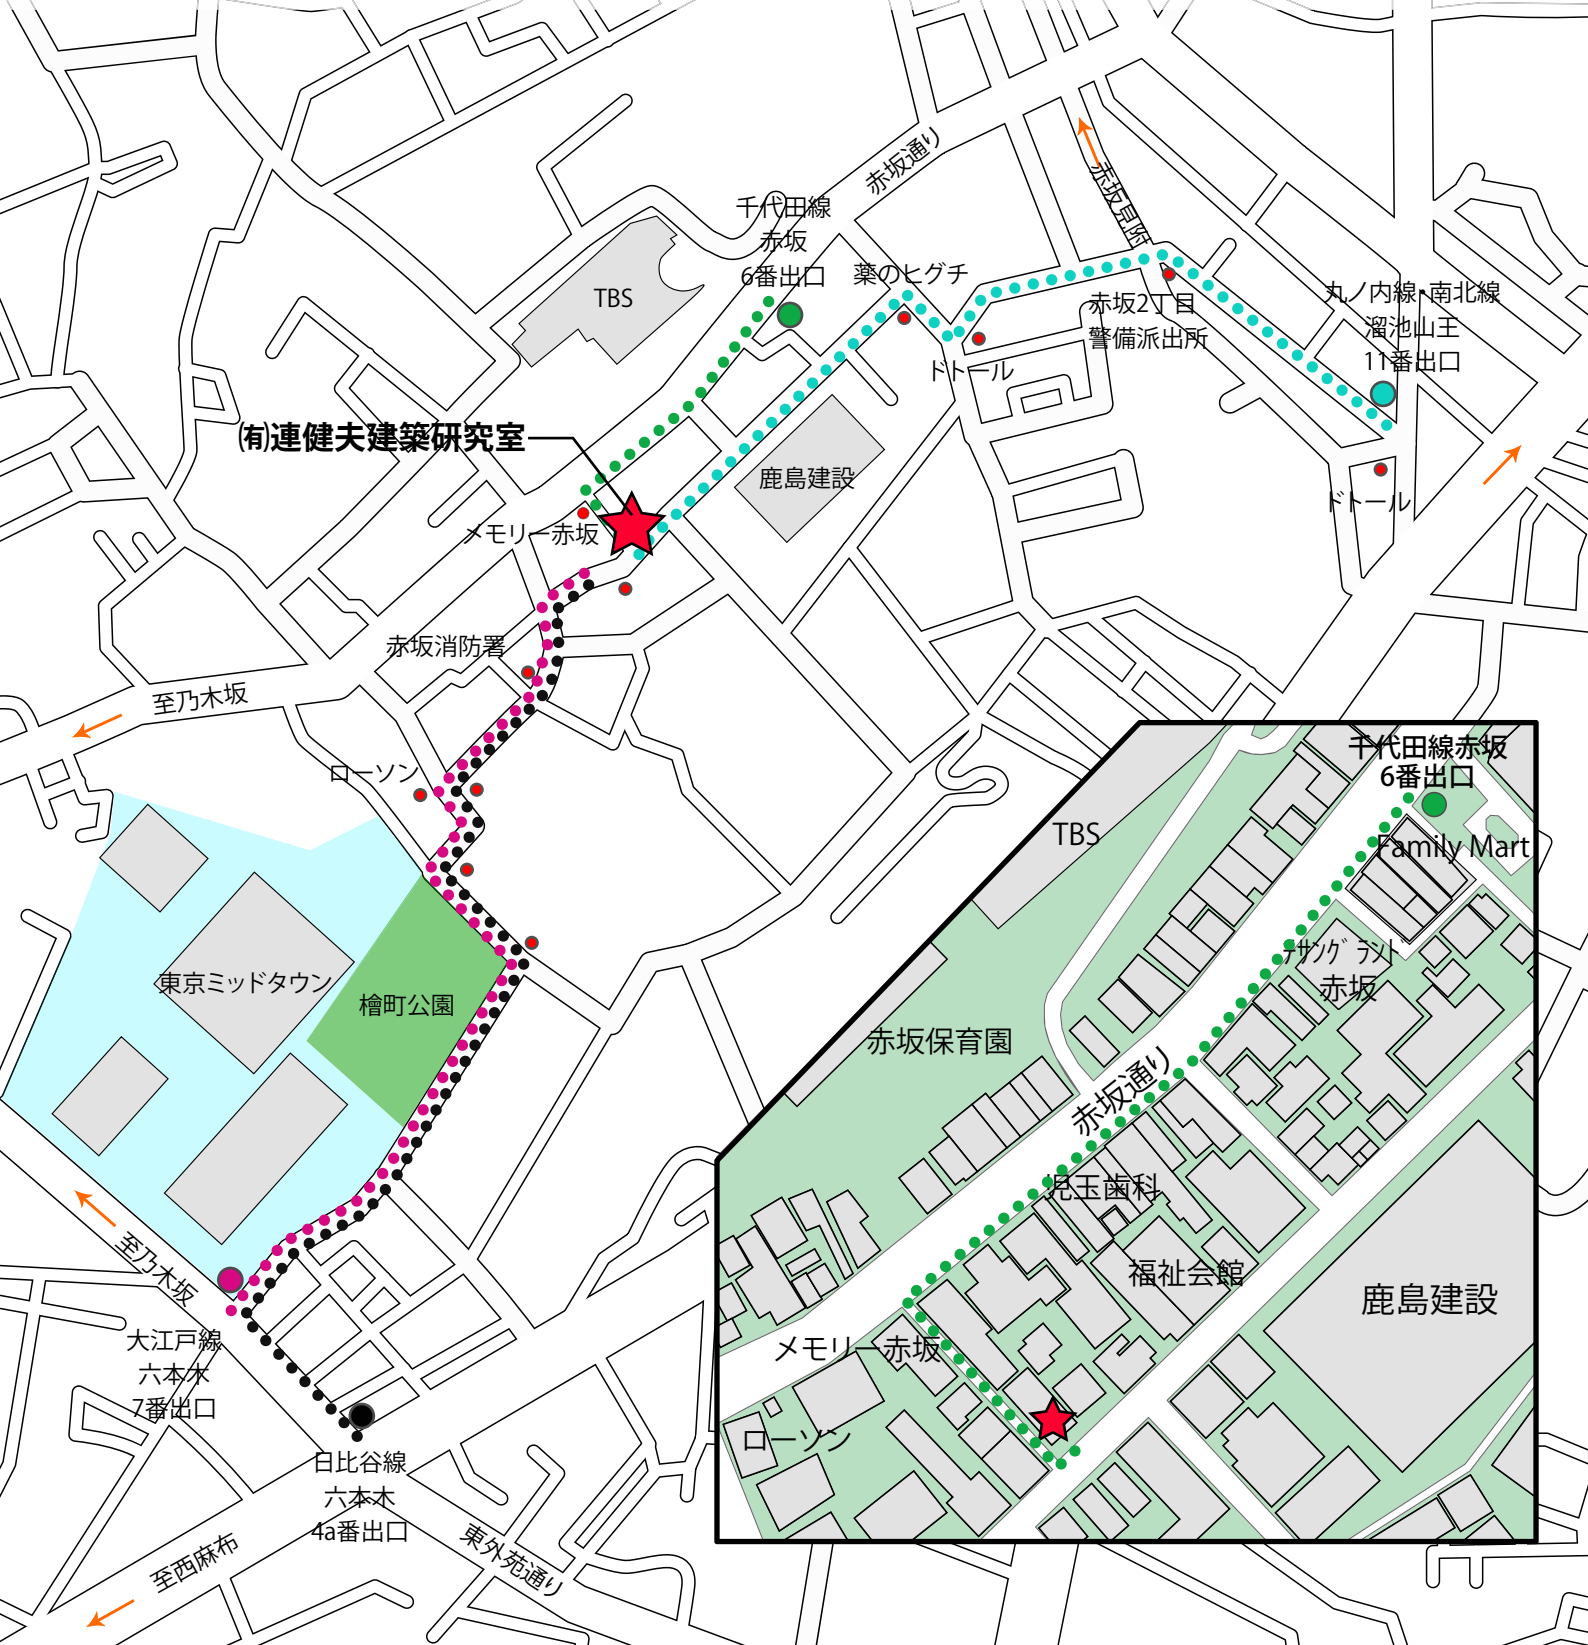 赤坂通り
赤坂見附
千代田線
赤坂
6番出口
薬のヒグチ
TBS
赤坂2丁目
警備派出所
丸ノ内線・南北線
溜池山王
11番出口
ドトール
㈲連健夫建築研究室
鹿島建設
ドトール
メモリー赤坂
赤坂消防署
至乃木坂
ローソン
東京ミッドタウン
檜町公園
至乃木坂
大江戸線
六本木
7番出口
日比谷線
六本木
4a番出口
東外苑通り
至西麻布
千代田線赤坂
6番出口
TBS
Family Mart
ﾃﾞｻﾝｸﾞﾗﾝﾄﾞ
赤坂
赤坂保育園
赤坂通り
児玉歯科
福祉会館
鹿島建設
メモリー赤坂
ローソン